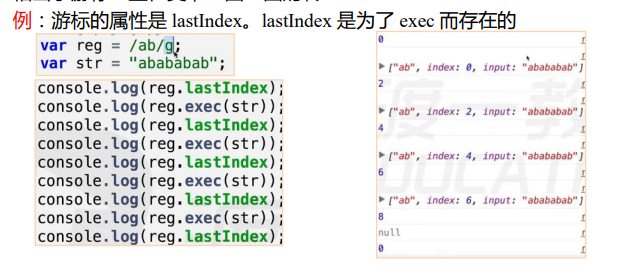 例：游标的属性是 lastIndex。lastIndex 是为了 exec 而存在的
var reg = /ab/g;
var str = "abababab";
console.log(reg.lastIndex);
console.log(reg.exec(str));
console.log(reg.lastIndex);
console.log(reg.exec(str));
console.log(reg.lastIndex);
console.log(reg.exec(str));
console.log(reg.lastIndex);
console.log(reg.exec(str));
console.log(reg.lastIndex);
0
["ab", index: 0, input: "abababab"]
2
["ab", index: 2, input: "abababab"]
4
["ab", index: 4, input: "abababab"]
6
["ab", index: 6, input: "abababab"]
8
null
0